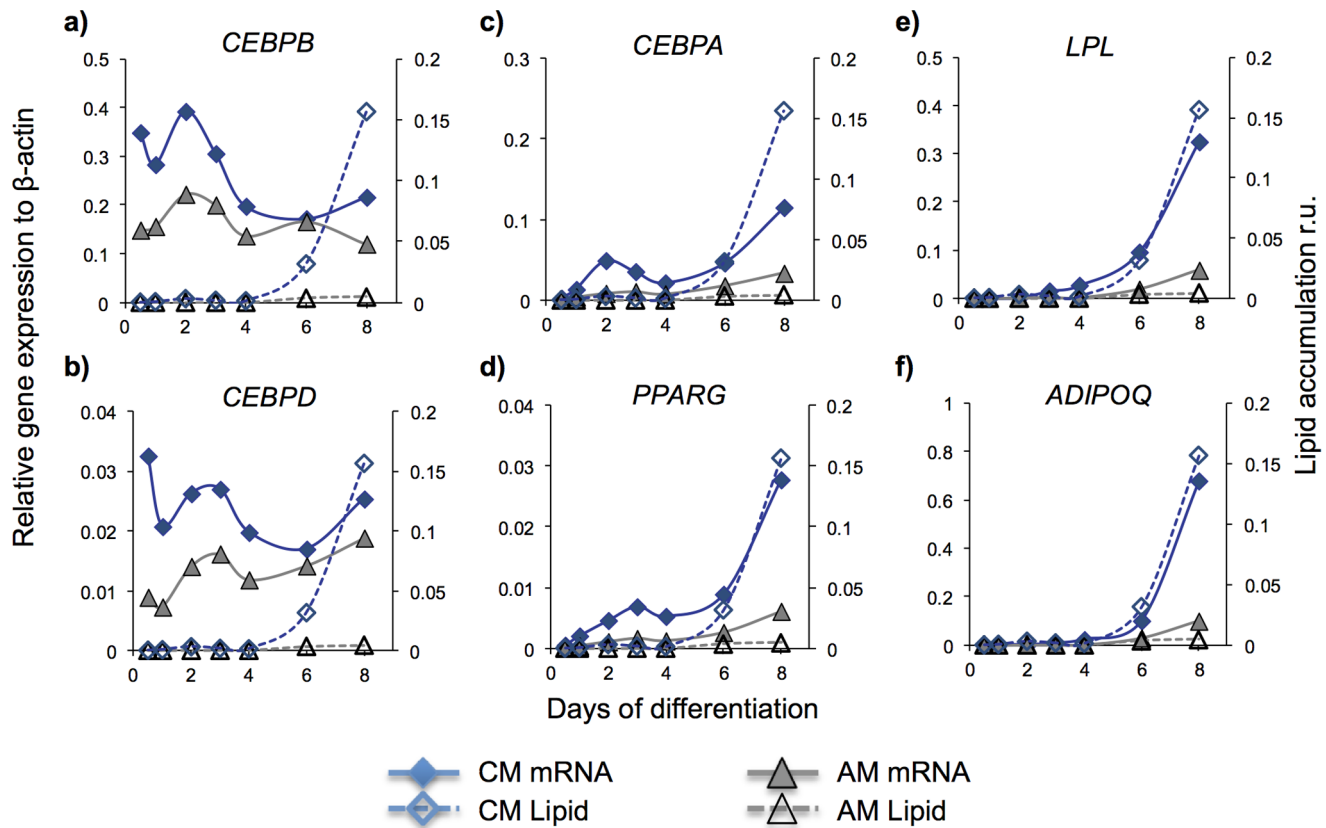 a)
CEBPB
0.5
0.4
0.3
0.2
0.1
0
0.2
0.15
0.1
0.05
0
0 2 4 6 8
b)
CEBPD
0.04
0.03
0.02
0.01
0
0.2
0.15
0.1
0.05
0
0 2 4 6 8
c)
CEBPA
0.3
0.2
0.1
0
0.2
0.15
0.1
0.05
0
0 2 4 6 8
d)
PPARG
0.04
0.03
0.02
0.01
0
0.2
0.15
0.1
0.05
0
0 2 4 6 8
e)
LPL
0.5
0.4
0.3
0.2
0.1
0
0.2
0.15
0.1
0.05
0
0 2 4 6 8
f)
ADIPOQ
1
0.8
0.6
0.4
0.2
0
0.2
0.15
0.1
0.05
0
0 2 4 6 8
Relative gene expression to β-actin
Lipid accumulation r.u.
Days of differentiation
CM mRNA
AM mRNA
CM Lipid
AM Lipid